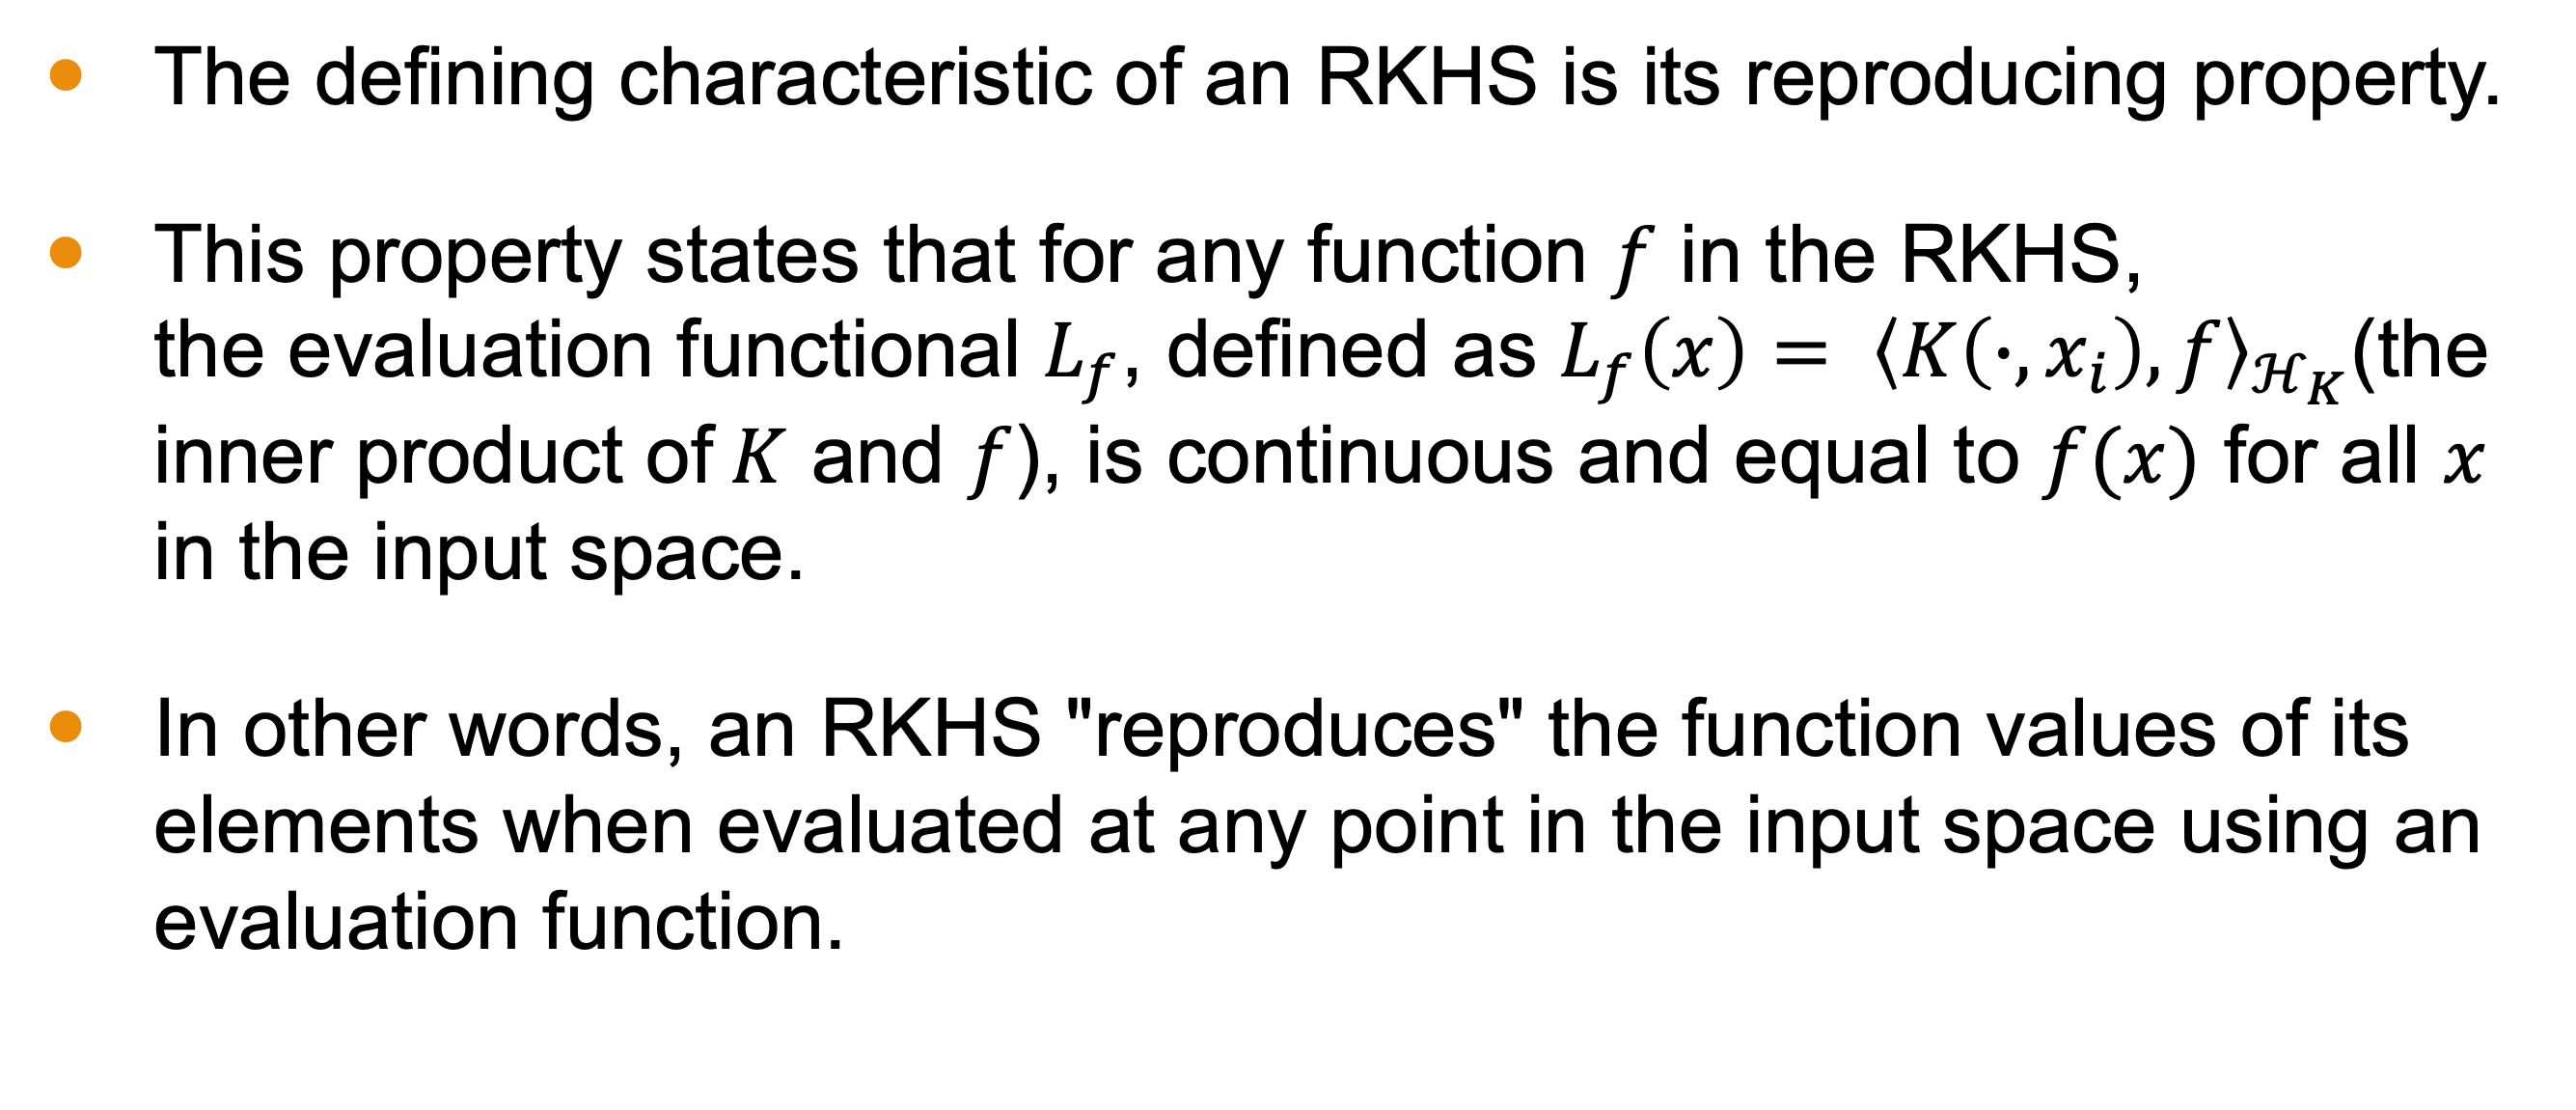 • The defining characteristic of an RKHS is its reproducing property.
• This property states that for any function f in the RKHS,
the evaluation functional L_f, defined as L_f(x) = ⟨K(·, x_i), f⟩_{ℋ_K} (the
inner product of K and f), is continuous and equal to f(x) for all x
in the input space.
• In other words, an RKHS "reproduces" the function values of its
elements when evaluated at any point in the input space using an
evaluation function.